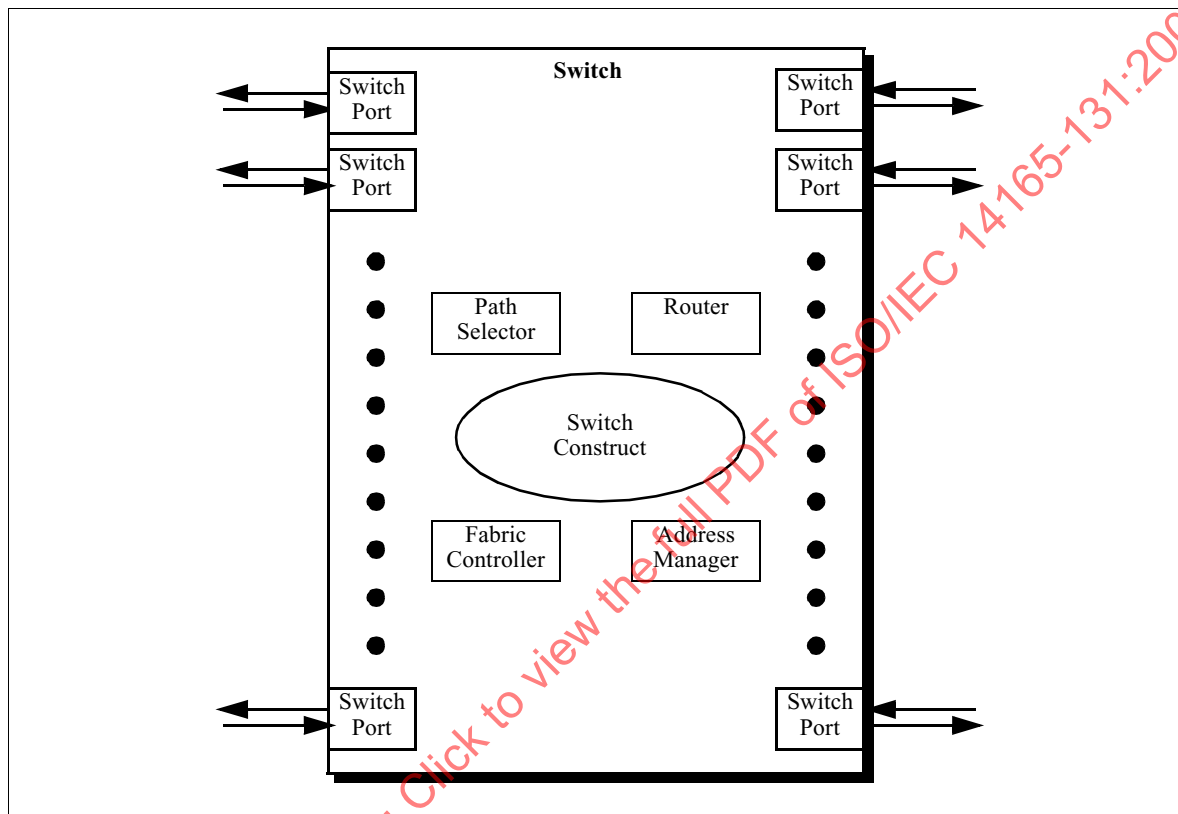 Switch
Switch
Port
Switch
Port
Switch
Port
Switch
Port
Path
Selector
Router
Switch
Construct
Fabric
Controller
Address
Manager
Switch
Port
Switch
Port
Click to view the full PDF of ISO/IEC 14165-131:200